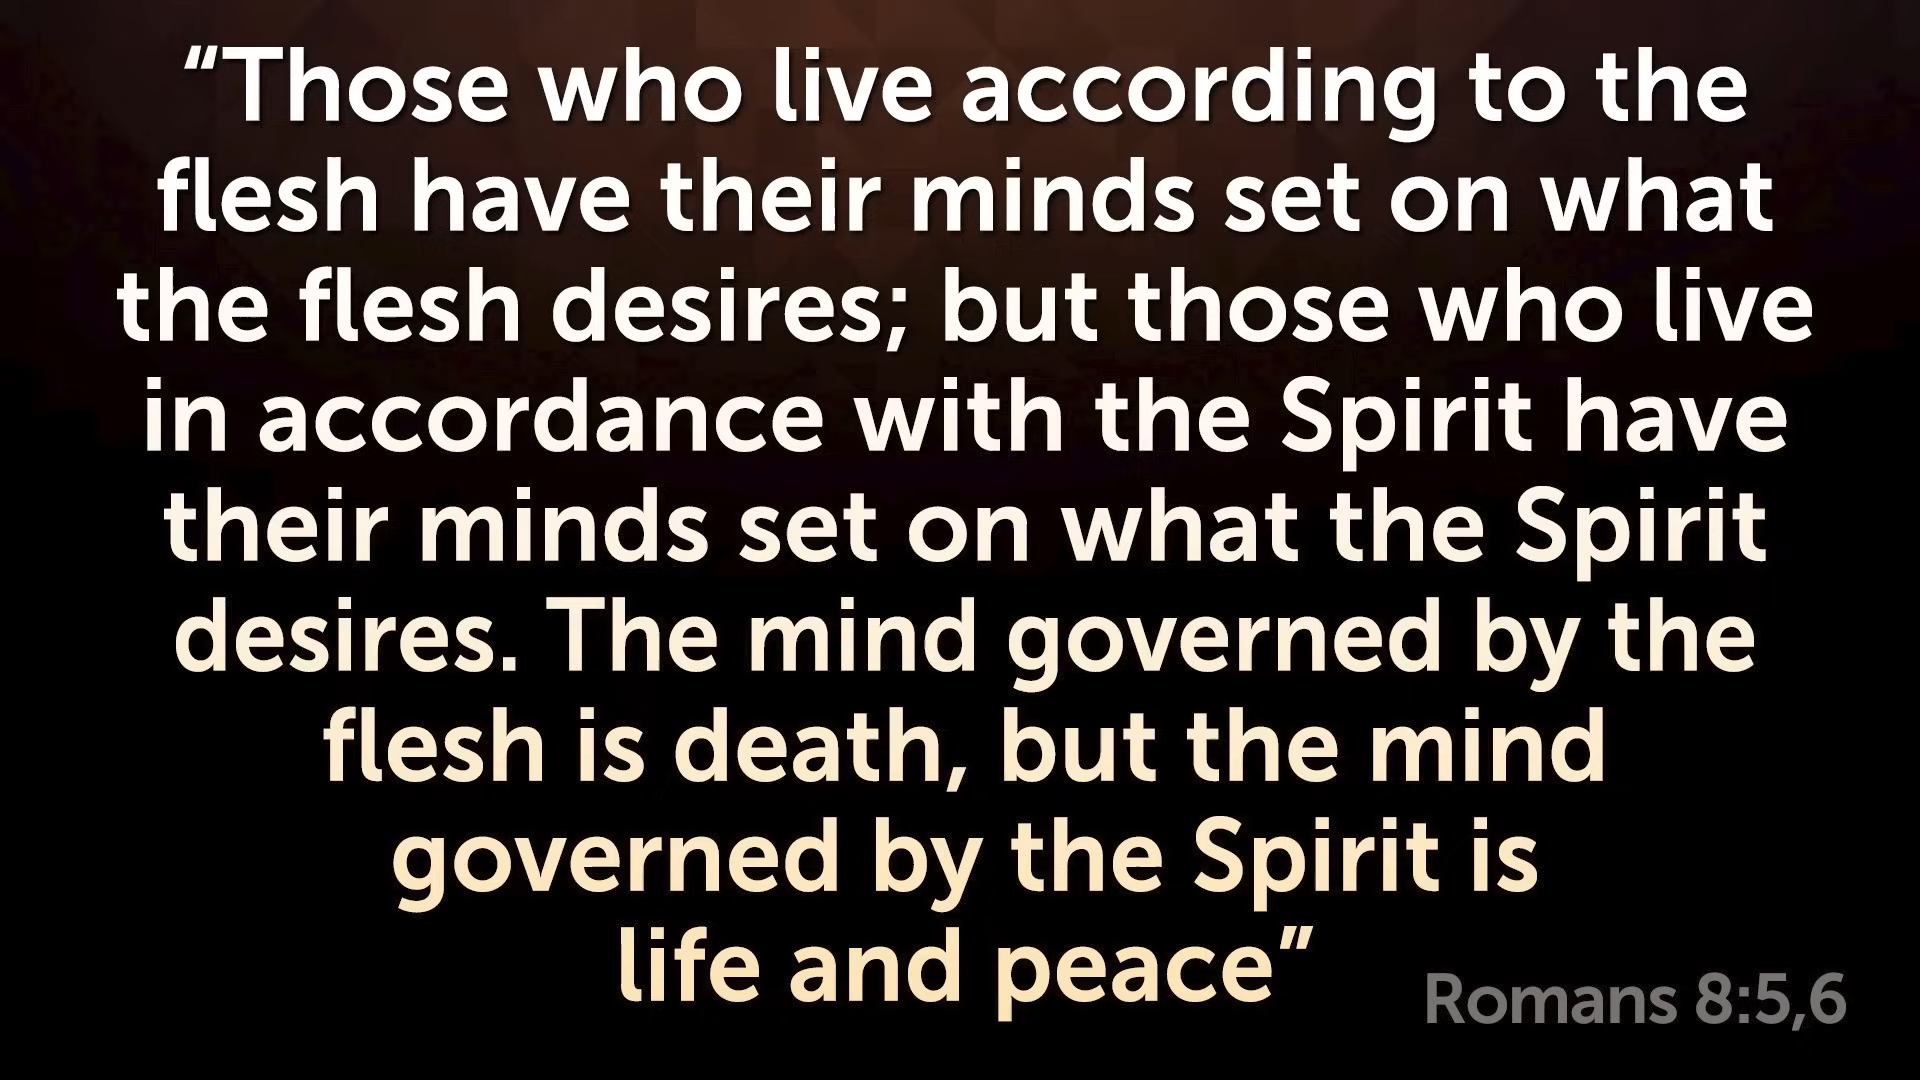 “Those who live according to the
flesh have their minds set on what
the flesh desires; but those who live
in accordance with the Spirit have
their minds set on what the Spirit
desires. The mind governed by the
flesh is death, but the mind
governed by the Spirit is
life and peace”
Romans 8:5,6